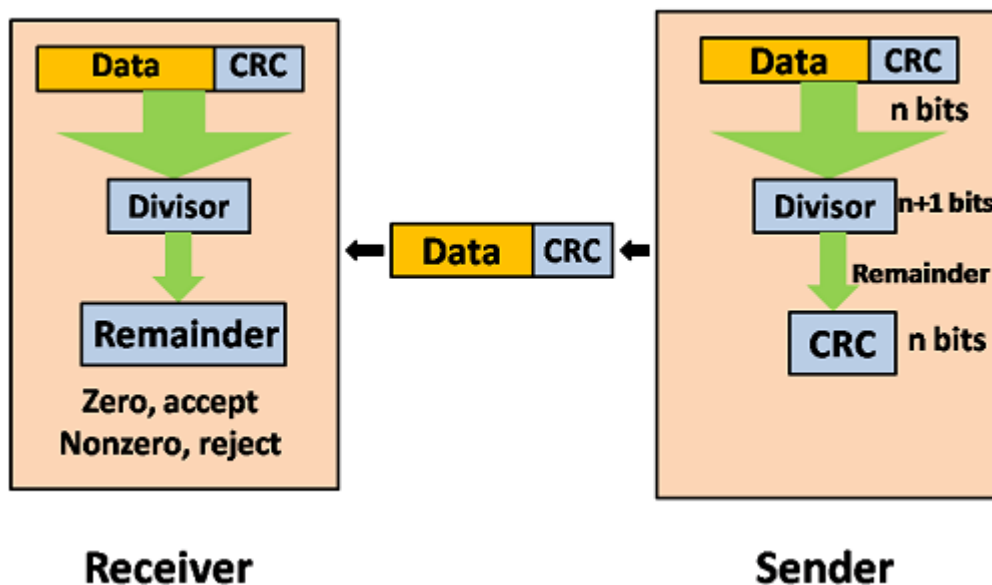 Data CRC
Divisor
Remainder
Zero, accept
Nonzero, reject
Receiver
Data CRC
Data CRC
n bits
Divisor n+1 bits
Remainder
CRC n bits
Sender